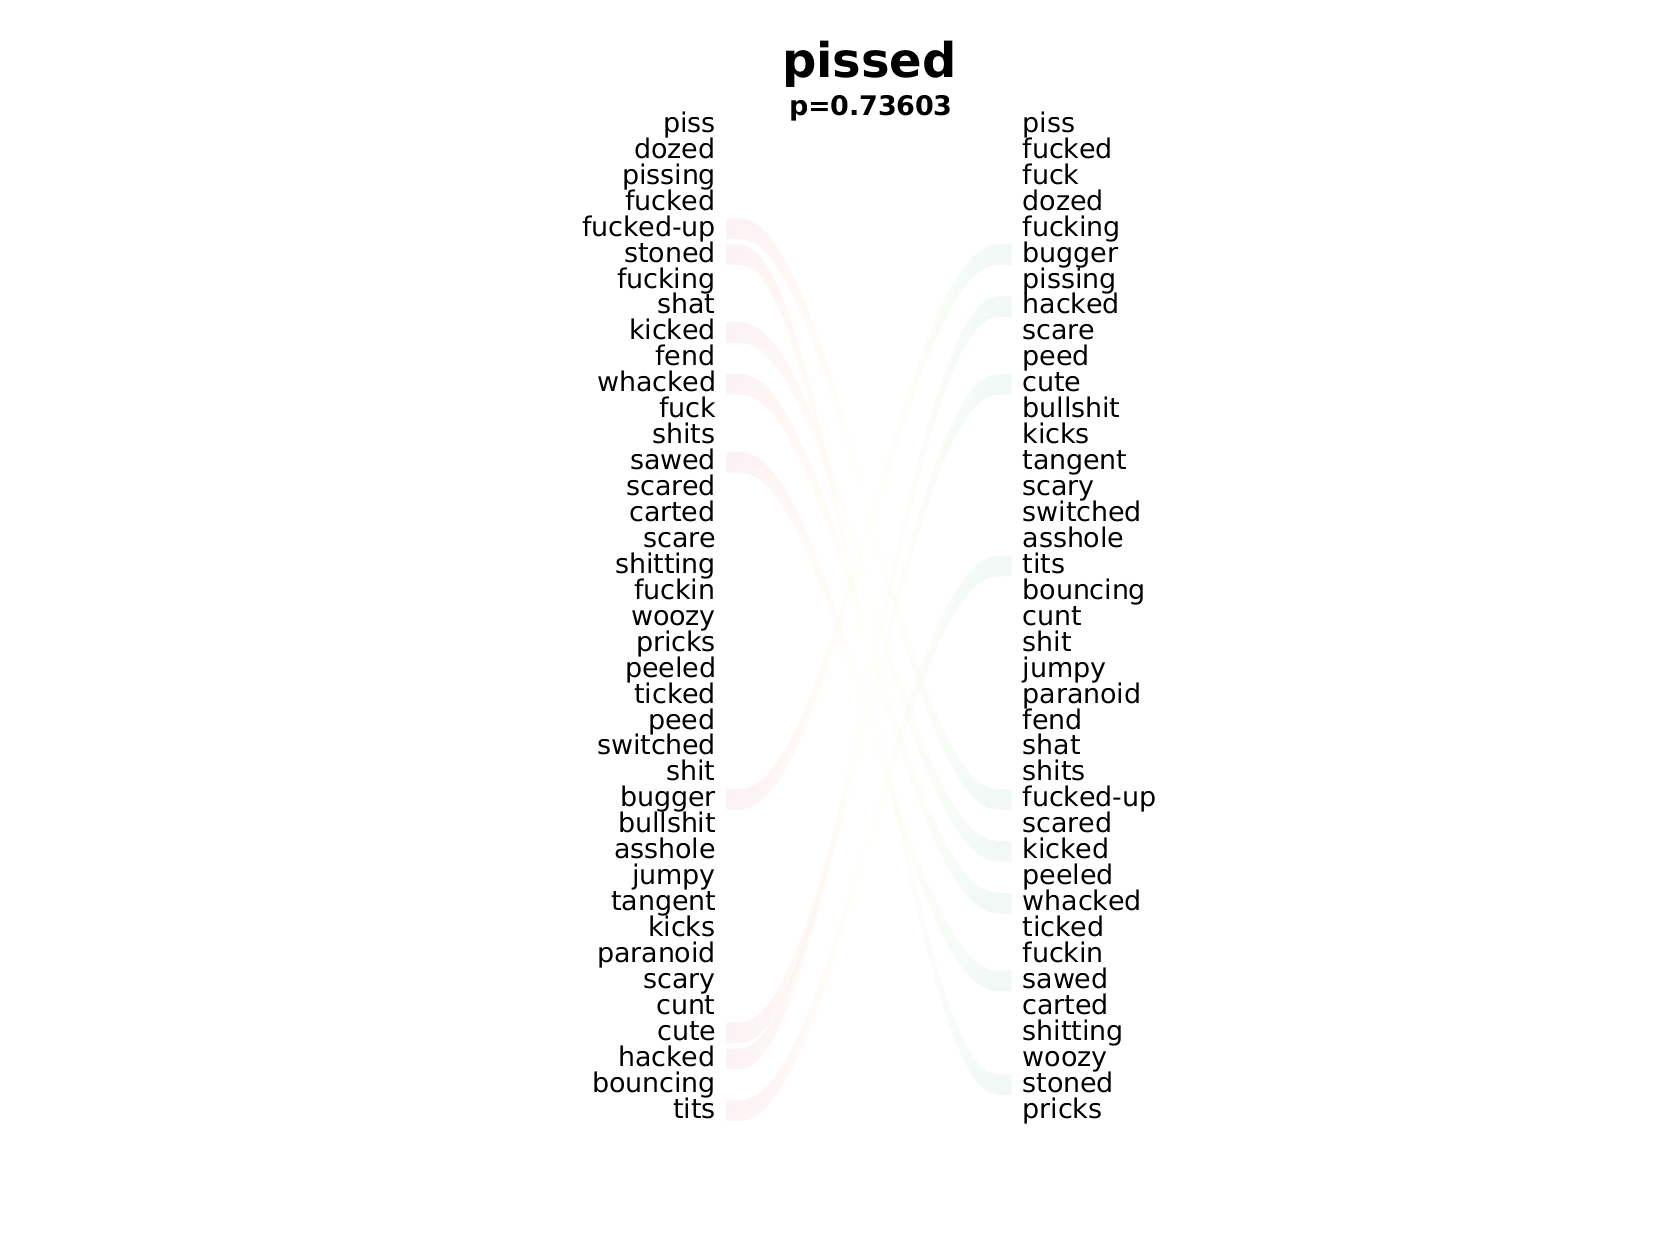 pissed
p=0.73603
piss piss
dozed fucked
pissing fuck
fucked dozed
fucked-up fucking
stoned bugger
fucking pissing
shat hacked
kicked scare
fend peed
whacked cute
fuck bullshit
shits kicks
sawed tangent
scared scary
carted switched
scare asshole
shitting tits
fuckin bouncing
woozy cunt
pricks shit
peeled jumpy
ticked paranoid
peed fend
switched shat
shit shits
bugger fucked-up
bullshit scared
asshole kicked
jumpy peeled
tangent whacked
kicks ticked
paranoid fuckin
scary sawed
cunt carted
cute shitting
hacked woozy
bouncing stoned
tits pricks